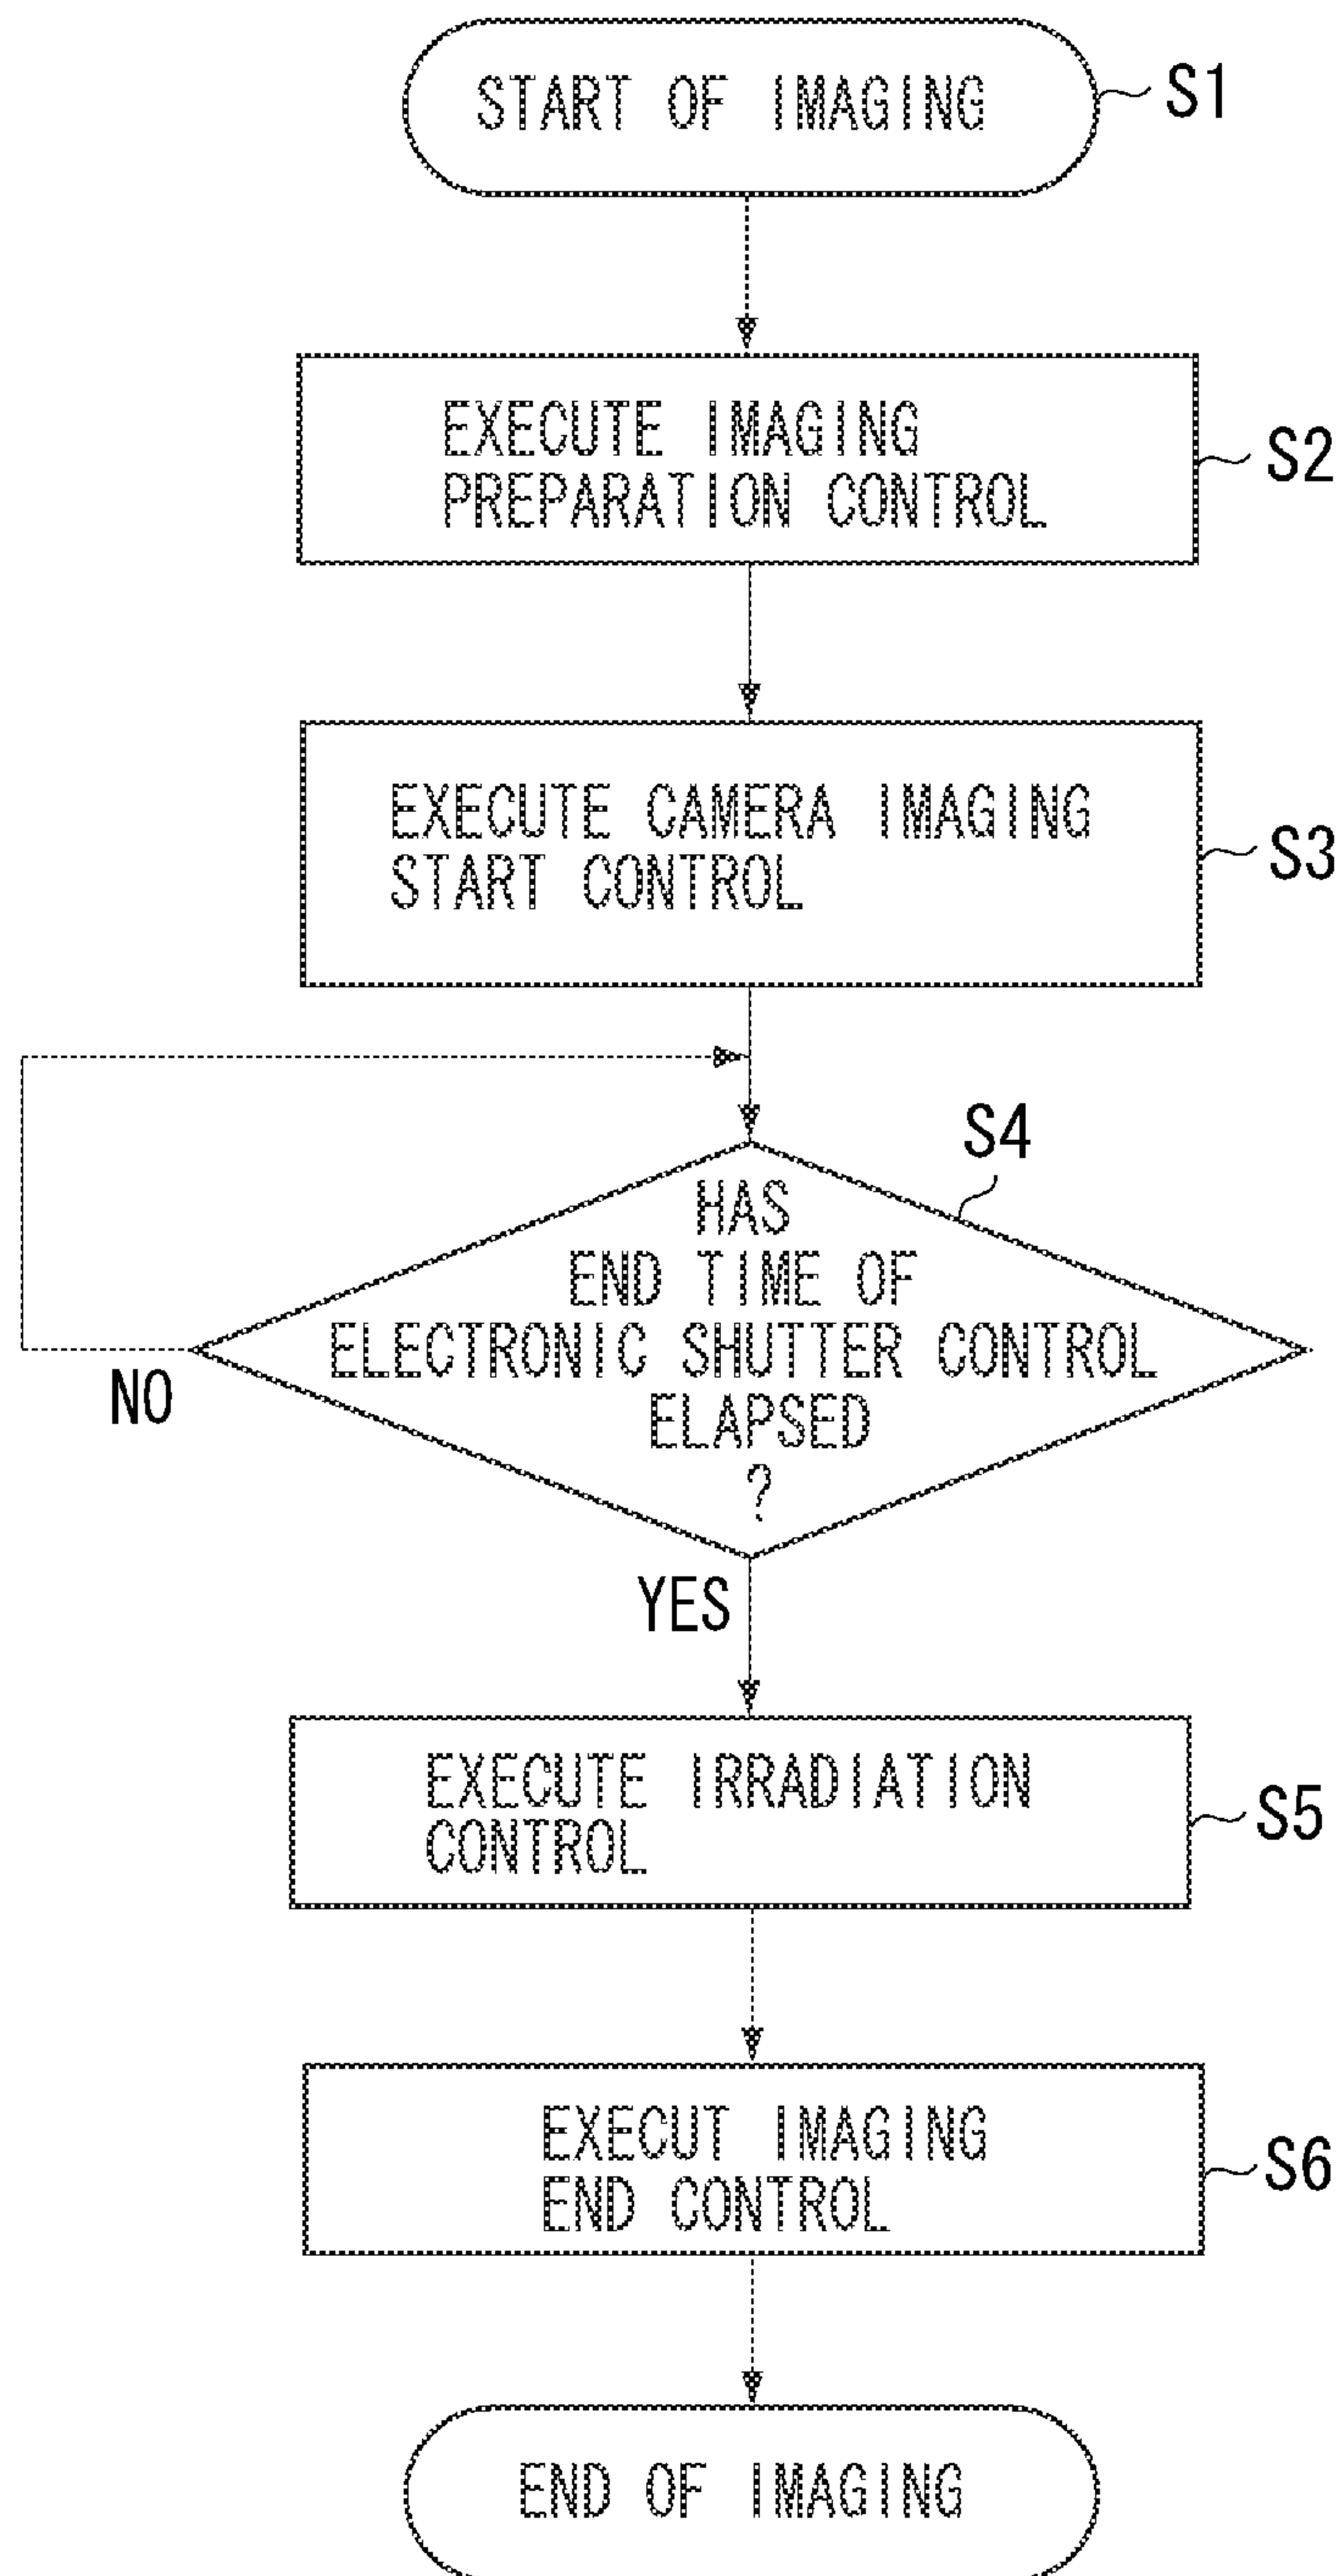 START OF IMAGING
S1
EXECUTE IMAGING
PREPARATION CONTROL
S2
EXECUTE CAMERA IMAGING
START CONTROL
S3
S4
HAS
END TIME OF
ELECTRONIC SHUTTER CONTROL
ELAPSED
?
NO
YES
EXECUTE IRRADIATION
CONTROL
S5
EXECUT IMAGING
END CONTROL
S6
END OF IMAGING